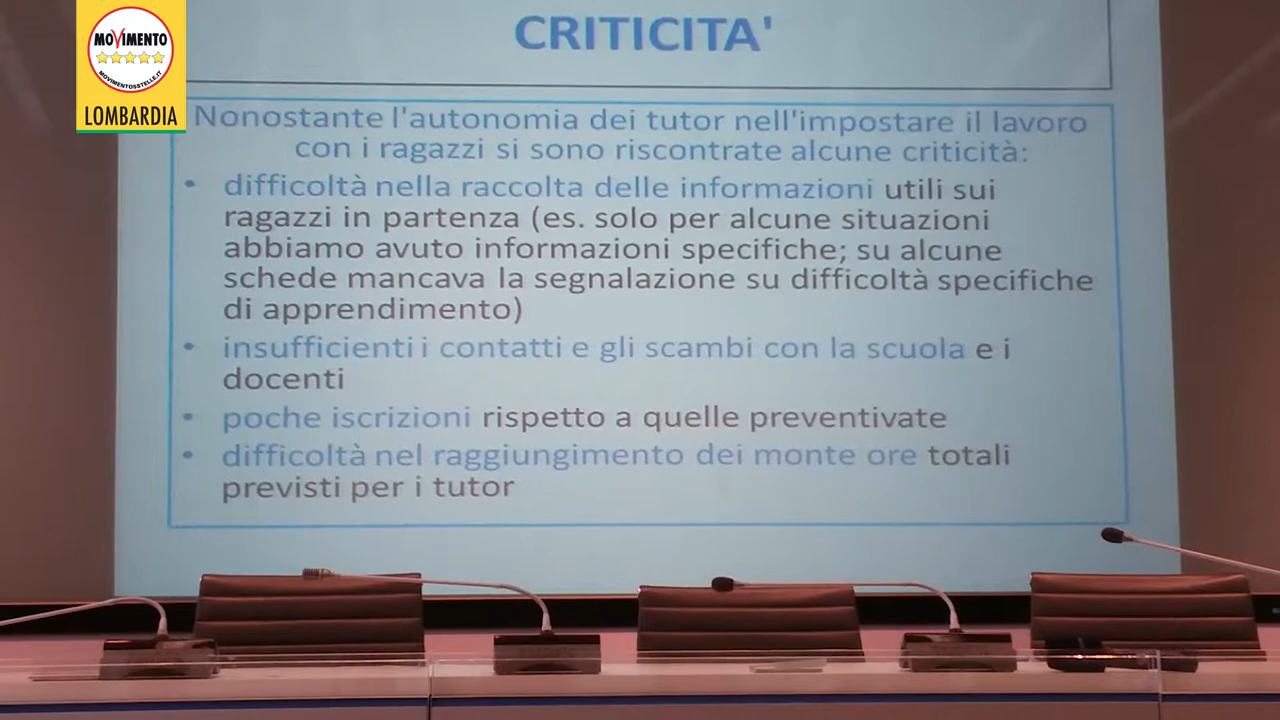 MOVIMENTO
MOVIMENTO5STELLE.IT
LOMBARDIA
CRITICITA'
Nonostante l'autonomia dei tutor nell'impostare il lavoro
con i ragazzi si sono riscontrate alcune criticità:
• difficoltà nella raccolta delle informazioni utili sui
ragazzi in partenza (es. solo per alcune situazioni
abbiamo avuto informazioni specifiche; su alcune
schede mancava la segnalazione su difficoltà specifiche
di apprendimento)
• insufficienti i contatti e gli scambi con la scuola e i
docenti
• poche iscrizioni rispetto a quelle preventivate
• difficoltà nel raggiungimento dei monte ore totali
previsti per i tutor